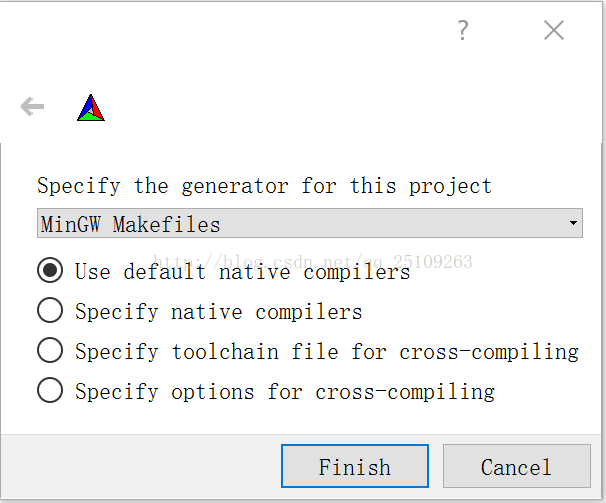 ?
Specify the generator for this project
MinGW Makefiles
http://blog.csdn.net/qq_25109263
Use default native compilers
Specify native compilers
Specify toolchain file for cross-compiling
Specify options for cross-compiling
Finish
Cancel